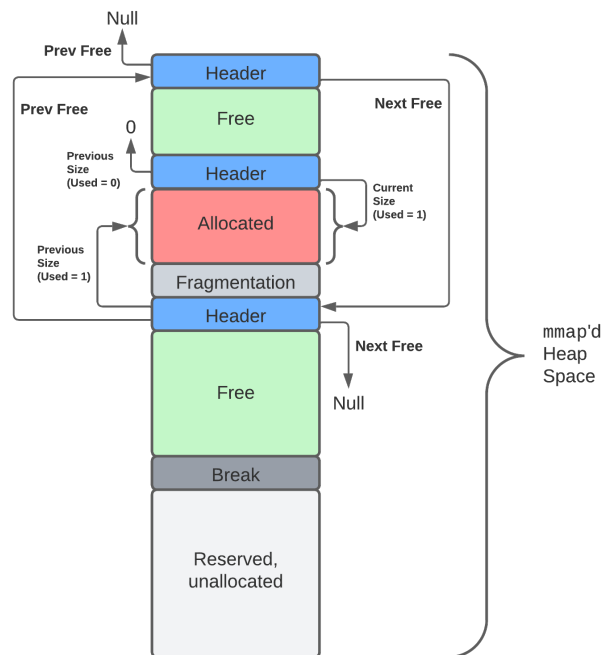 Null
Prev Free
Header
Prev Free
Next Free
Free
0
Previous
Size
(Used = 0)
Header
Current
Size
(Used = 1)
Allocated
Previous
Size
(Used = 1)
Fragmentation
Header
Next Free
mmap'd
Heap
Space
Free
Null
Break
Reserved,
unallocated